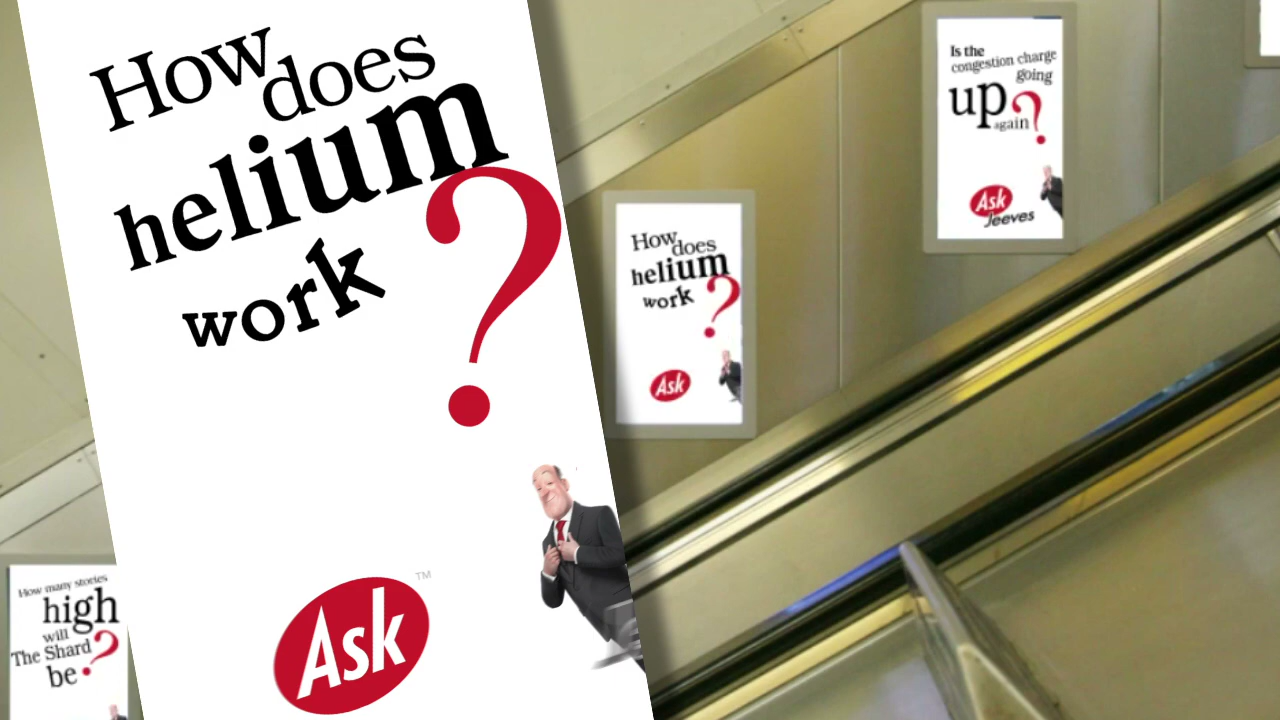 How
does
helium
work
?
Ask
TM
How
does
helium
work
?
Ask
Is the
congestion charge
going
up?
again
Ask
Jeeves
How many stories
high
will
The Shard
be?